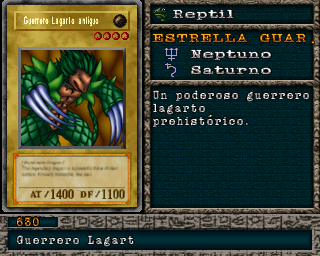 Guerrero Lagarto antiguo
AT/1400 DF/1100
Reptil
ESTRELLA GUAR.
Neptuno
Saturno
Un poderoso guerrero
lagarto
prehistórico.
630
Guerrero Lagart